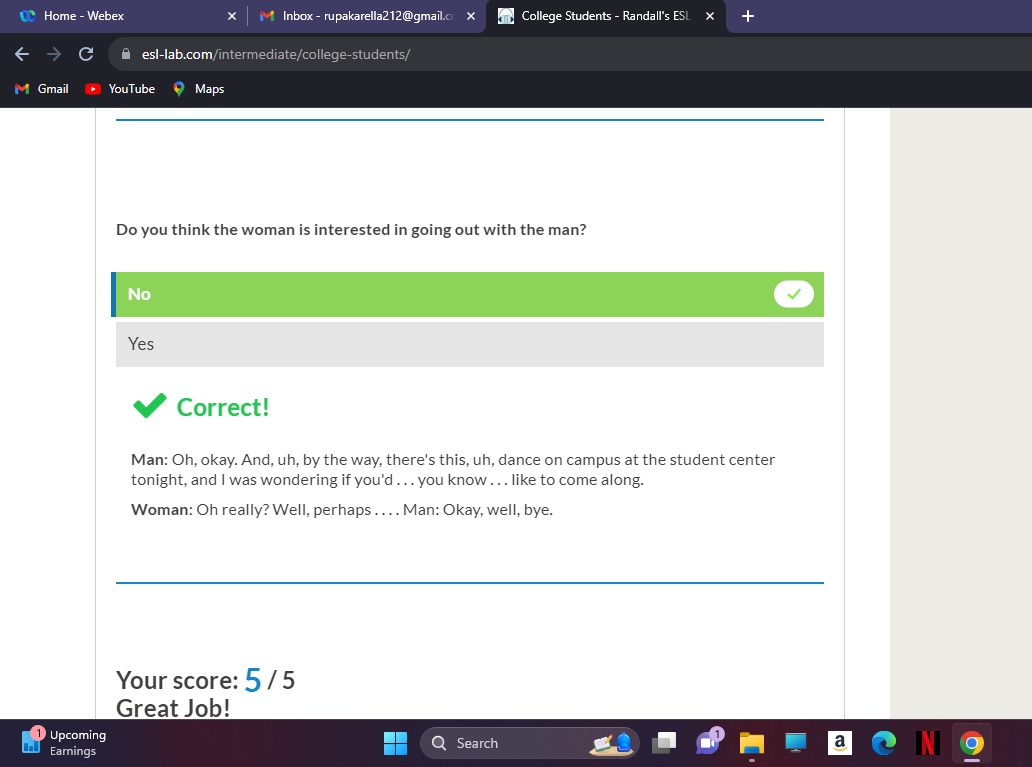 Home - Webex
Inbox - rupakarella212@gmail.c
College Students - Randall's ESL
esl-lab.com/intermediate/college-students/
Gmail YouTube Maps
Do you think the woman is interested in going out with the man?
No
Yes
Correct!
Man: Oh, okay. And, uh, by the way, there's this, uh, dance on campus at the student center
tonight, and I was wondering if you'd . . . you know . . . like to come along.
Woman: Oh really? Well, perhaps . . . . Man: Okay, well, bye.
Your score: 5 / 5
Great Job!
1
Upcoming
Earnings
Search
1
a
N